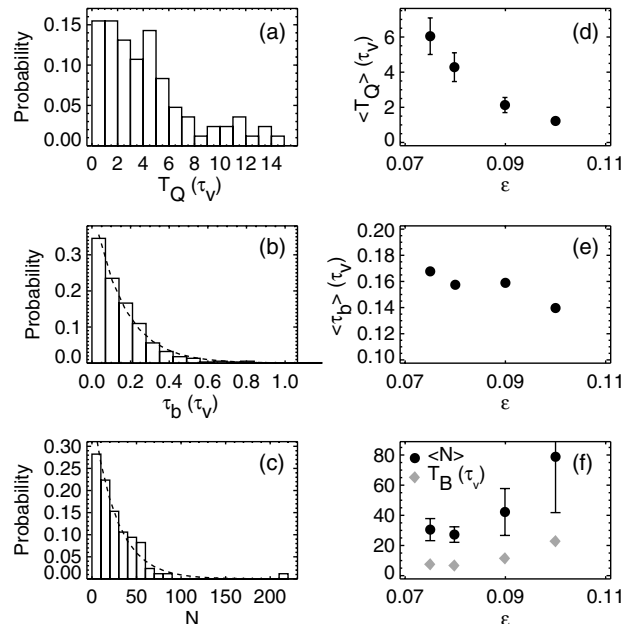 (a)
Probability
0.15
0.10
0.05
0.00
0 2 4 6 8 10 12 14
T_Q (τ_v)
(d)
<T_Q> (τ_v)
6
4
2
0
0.07 0.09 0.11
ε
(b)
Probability
0.3
0.2
0.1
0.0
0.0 0.2 0.4 0.6 0.8 1.0
τ_b (τ_v)
(e)
<τ_b> (τ_v)
0.20
0.18
0.16
0.14
0.12
0.10
0.07 0.09 0.11
ε
(c)
Probability
0.30
0.25
0.20
0.15
0.10
0.05
0.00
0 50 100 150 200
N
(f)
<N>
T_B (τ_v)
80
60
40
20
0
0.07 0.09 0.11
ε